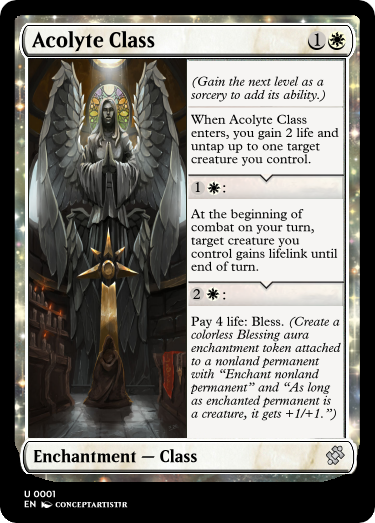 Acolyte Class 1
(Gain the next level as a
sorcery to add its ability.)
When Acolyte Class
enters, you gain 2 life and
untap up to one target
creature you control.
1 :
At the beginning of
combat on your turn,
target creature you
control gains lifelink until
end of turn.
2 :
Pay 4 life: Bless. (Create a
colorless Blessing aura
enchantment token attached
to a nonland permanent
with “Enchant nonland
permanent” and “As long
as enchanted permanent is
a creature, it gets +1/+1.”)
Enchantment — Class
U 0001
EN CONCEPTARTIST1R